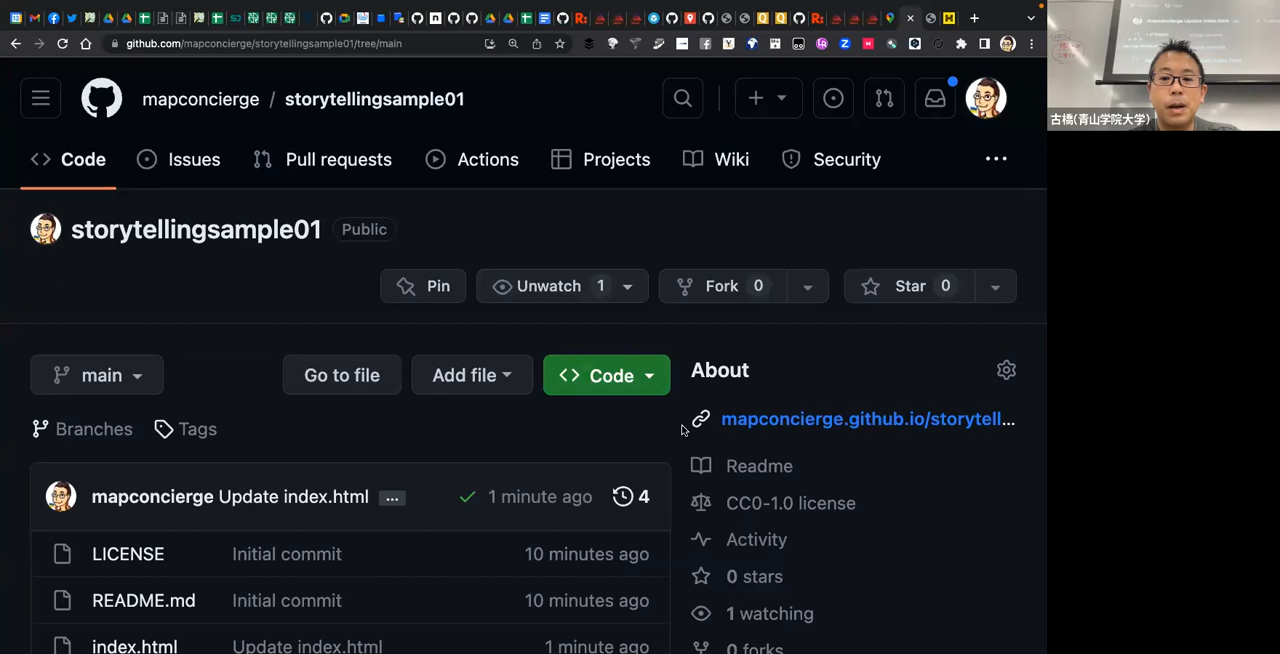 github.com/mapconcierge/storytellingsample01/tree/main
mapconcierge / storytellingsample01
Code Issues Pull requests Actions Projects Wiki Security
storytellingsample01 Public
Pin Unwatch 1 Fork 0 Star 0
main Go to file Add file Code
Branches Tags
mapconcierge Update index.html ... 1 minute ago 4
LICENSE Initial commit 10 minutes ago
README.md Initial commit 10 minutes ago
index.html Update index.html 1 minute ago
About
mapconcierge.github.io/storytell...
Readme
CC0-1.0 license
Activity
0 stars
1 watching
0 forks
古橋(青山学院大学)